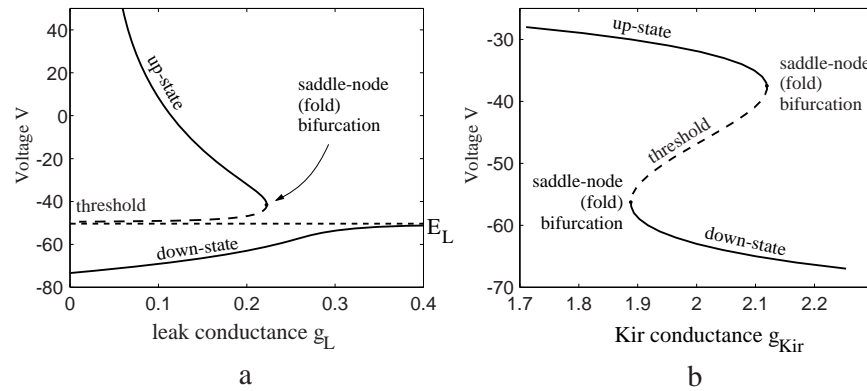 40
20
0
-20
-40
-60
-80
Voltage V
up-state
saddle-node
(fold)
bifurcation
threshold
E_L
down-state
0 0.1 0.2 0.3 0.4
leak conductance g_L
a
-30
-40
-50
-60
-70
Voltage V
up-state
saddle-node
(fold)
bifurcation
threshold
saddle-node
(fold)
bifurcation
down-state
1.7 1.8 1.9 2 2.1 2.2
Kir conductance g_Kir
b